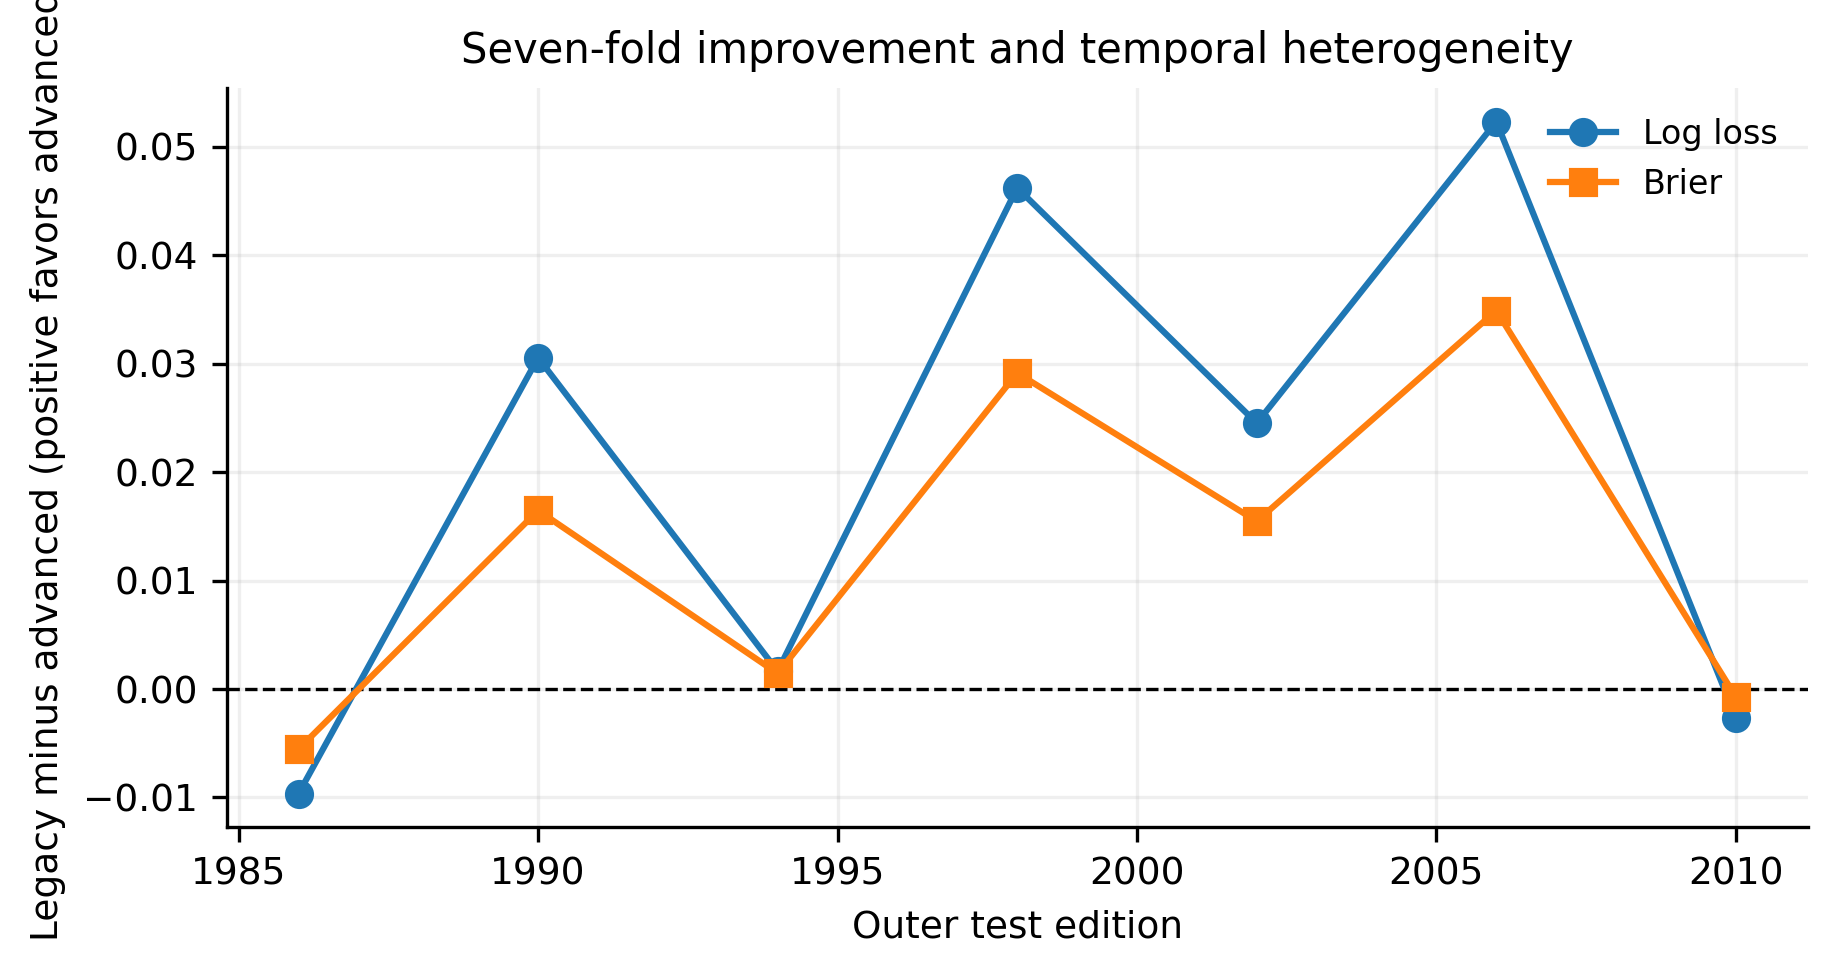 Seven-fold improvement and temporal heterogeneity
Legacy minus advanced (positive favors advanced
0.05
0.04
0.03
0.02
0.01
0.00
−0.01
Log loss
Brier
1985 1990 1995 2000 2005 2010
Outer test edition